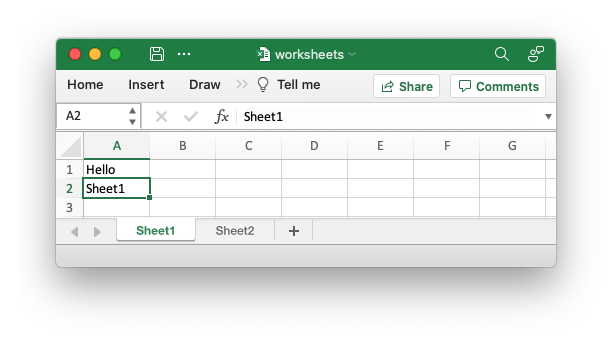 worksheets
Home Insert Draw Tell me Share Comments
A2 fx Sheet1
A B C D E F G
1 Hello
2 Sheet1
3
Sheet1 Sheet2 +